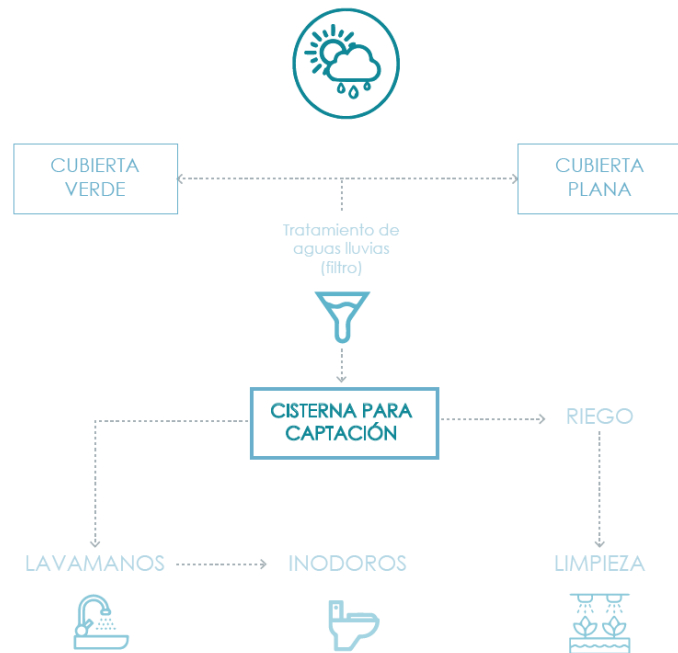 CUBIERTA
VERDE
CUBIERTA
PLANA
Tratamiento de
aguas lluvias
(filtro)
CISTERNA PARA
CAPTACIÓN
RIEGO
LAVAMANOS
INODOROS
LIMPIEZA